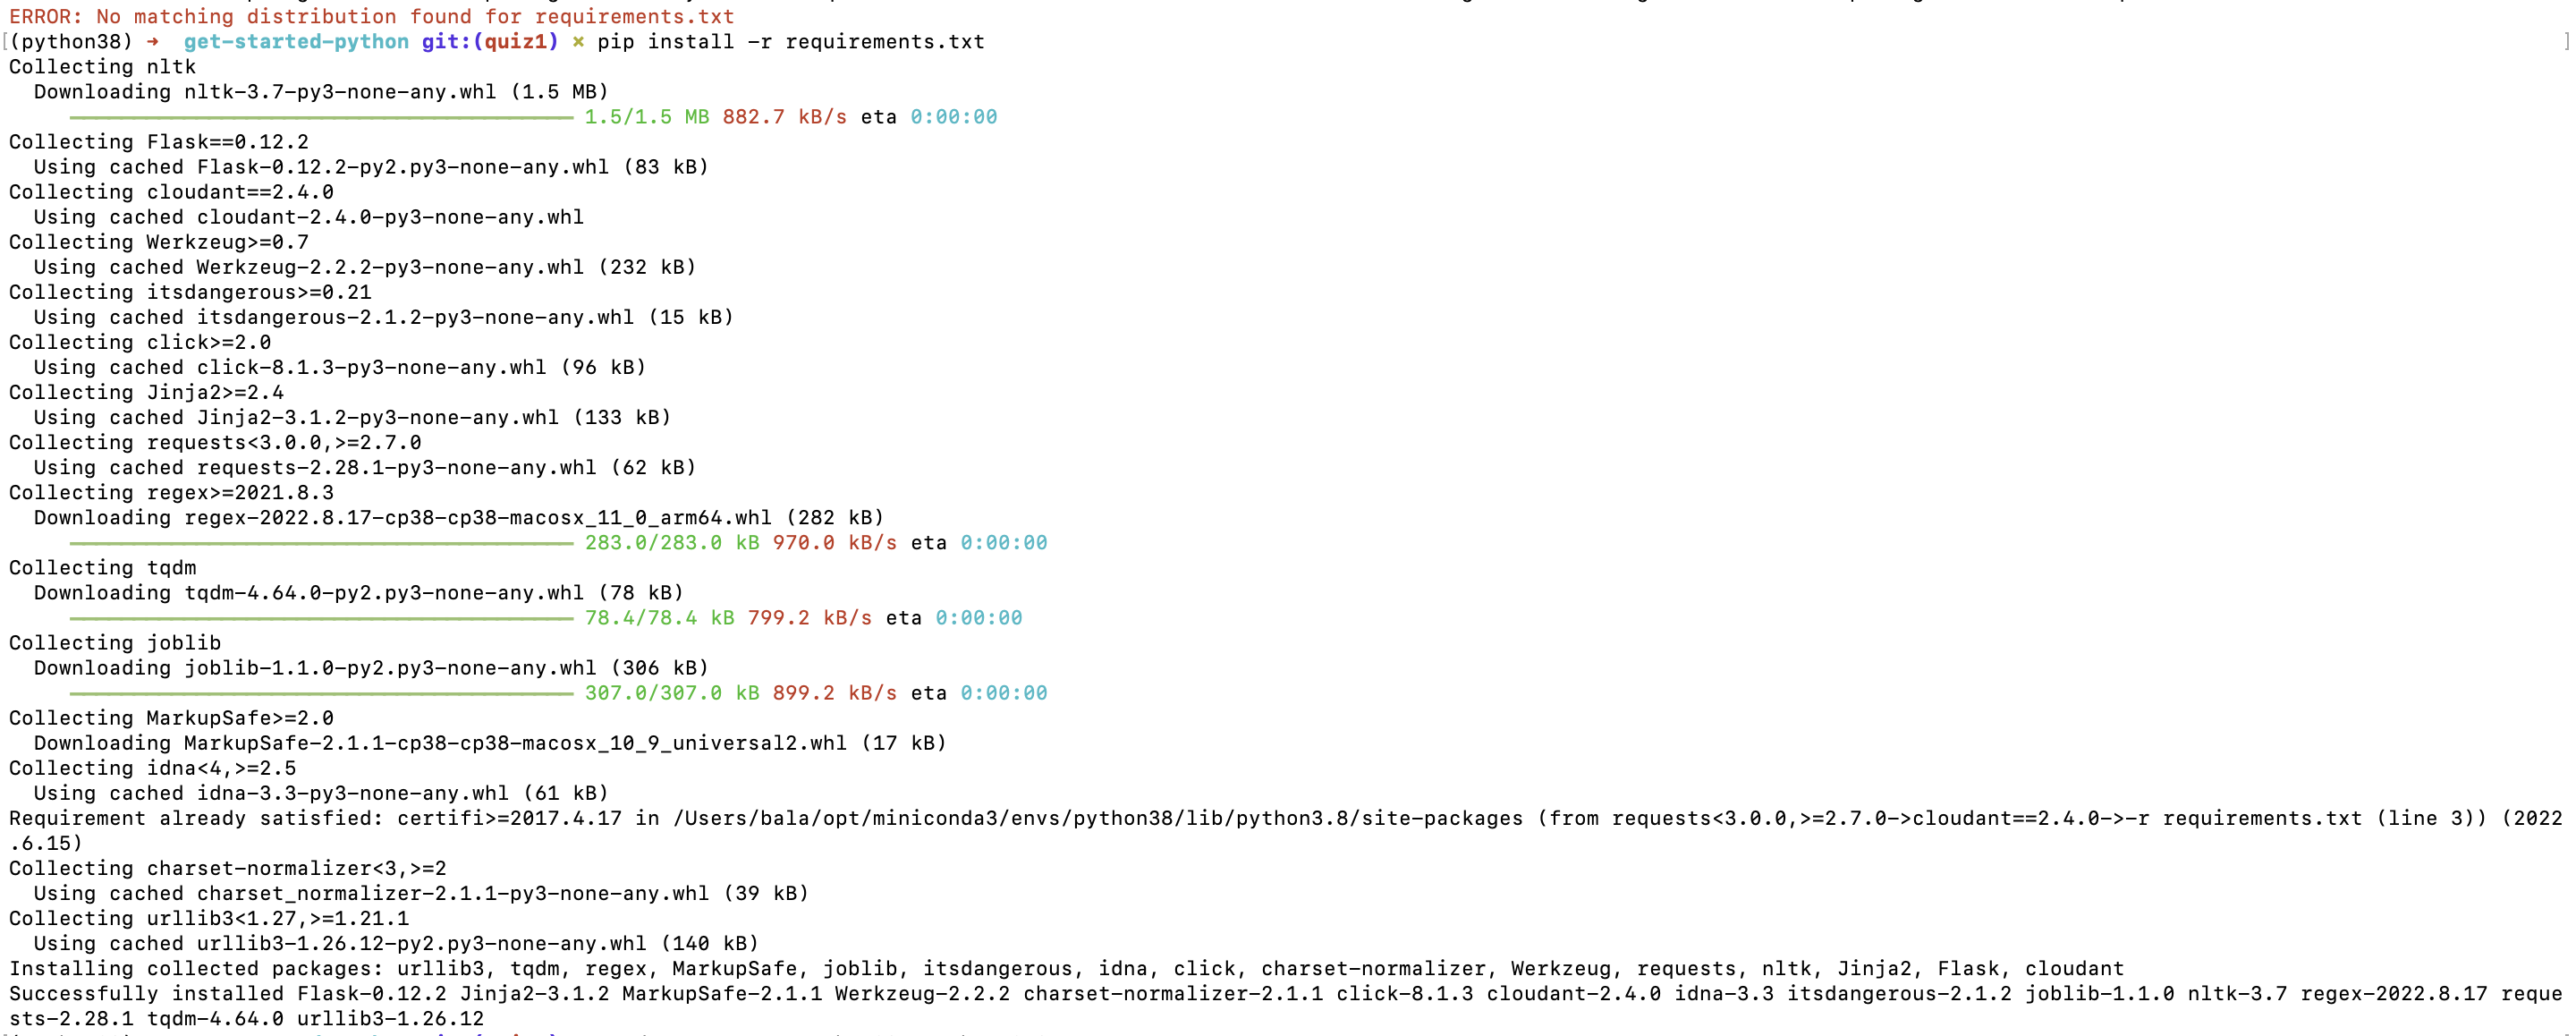 ERROR: No matching distribution found for requirements.txt
[(python38) → get-started-python git:(quiz1) × pip install -r requirements.txt ]
Collecting nltk
  Downloading nltk-3.7-py3-none-any.whl (1.5 MB)
     ━━━━━━━━━━━━━━━━━━━━━━━━━━━━━━━━━━━━━━━━ 1.5/1.5 MB 882.7 kB/s eta 0:00:00
Collecting Flask==0.12.2
  Using cached Flask-0.12.2-py2.py3-none-any.whl (83 kB)
Collecting cloudant==2.4.0
  Using cached cloudant-2.4.0-py3-none-any.whl
Collecting Werkzeug>=0.7
  Using cached Werkzeug-2.2.2-py3-none-any.whl (232 kB)
Collecting itsdangerous>=0.21
  Using cached itsdangerous-2.1.2-py3-none-any.whl (15 kB)
Collecting click>=2.0
  Using cached click-8.1.3-py3-none-any.whl (96 kB)
Collecting Jinja2>=2.4
  Using cached Jinja2-3.1.2-py3-none-any.whl (133 kB)
Collecting requests<3.0.0,>=2.7.0
  Using cached requests-2.28.1-py3-none-any.whl (62 kB)
Collecting regex>=2021.8.3
  Downloading regex-2022.8.17-cp38-cp38-macosx_11_0_arm64.whl (282 kB)
     ━━━━━━━━━━━━━━━━━━━━━━━━━━━━━━━━━━━━━━━━ 283.0/283.0 kB 970.0 kB/s eta 0:00:00
Collecting tqdm
  Downloading tqdm-4.64.0-py2.py3-none-any.whl (78 kB)
     ━━━━━━━━━━━━━━━━━━━━━━━━━━━━━━━━━━━━━━━━ 78.4/78.4 kB 799.2 kB/s eta 0:00:00
Collecting joblib
  Downloading joblib-1.1.0-py2.py3-none-any.whl (306 kB)
     ━━━━━━━━━━━━━━━━━━━━━━━━━━━━━━━━━━━━━━━━ 307.0/307.0 kB 899.2 kB/s eta 0:00:00
Collecting MarkupSafe>=2.0
  Downloading MarkupSafe-2.1.1-cp38-cp38-macosx_10_9_universal2.whl (17 kB)
Collecting idna<4,>=2.5
  Using cached idna-3.3-py3-none-any.whl (61 kB)
Requirement already satisfied: certifi>=2017.4.17 in /Users/bala/opt/miniconda3/envs/python38/lib/python3.8/site-packages (from requests<3.0.0,>=2.7.0->cloudant==2.4.0->-r requirements.txt (line 3)) (2022
.6.15)
Collecting charset-normalizer<3,>=2
  Using cached charset_normalizer-2.1.1-py3-none-any.whl (39 kB)
Collecting urllib3<1.27,>=1.21.1
  Using cached urllib3-1.26.12-py2.py3-none-any.whl (140 kB)
Installing collected packages: urllib3, tqdm, regex, MarkupSafe, joblib, itsdangerous, idna, click, charset-normalizer, Werkzeug, requests, nltk, Jinja2, Flask, cloudant
Successfully installed Flask-0.12.2 Jinja2-3.1.2 MarkupSafe-2.1.1 Werkzeug-2.2.2 charset-normalizer-2.1.1 click-8.1.3 cloudant-2.4.0 idna-3.3 itsdangerous-2.1.2 joblib-1.1.0 nltk-3.7 regex-2022.8.17 reque
sts-2.28.1 tqdm-4.64.0 urllib3-1.26.12